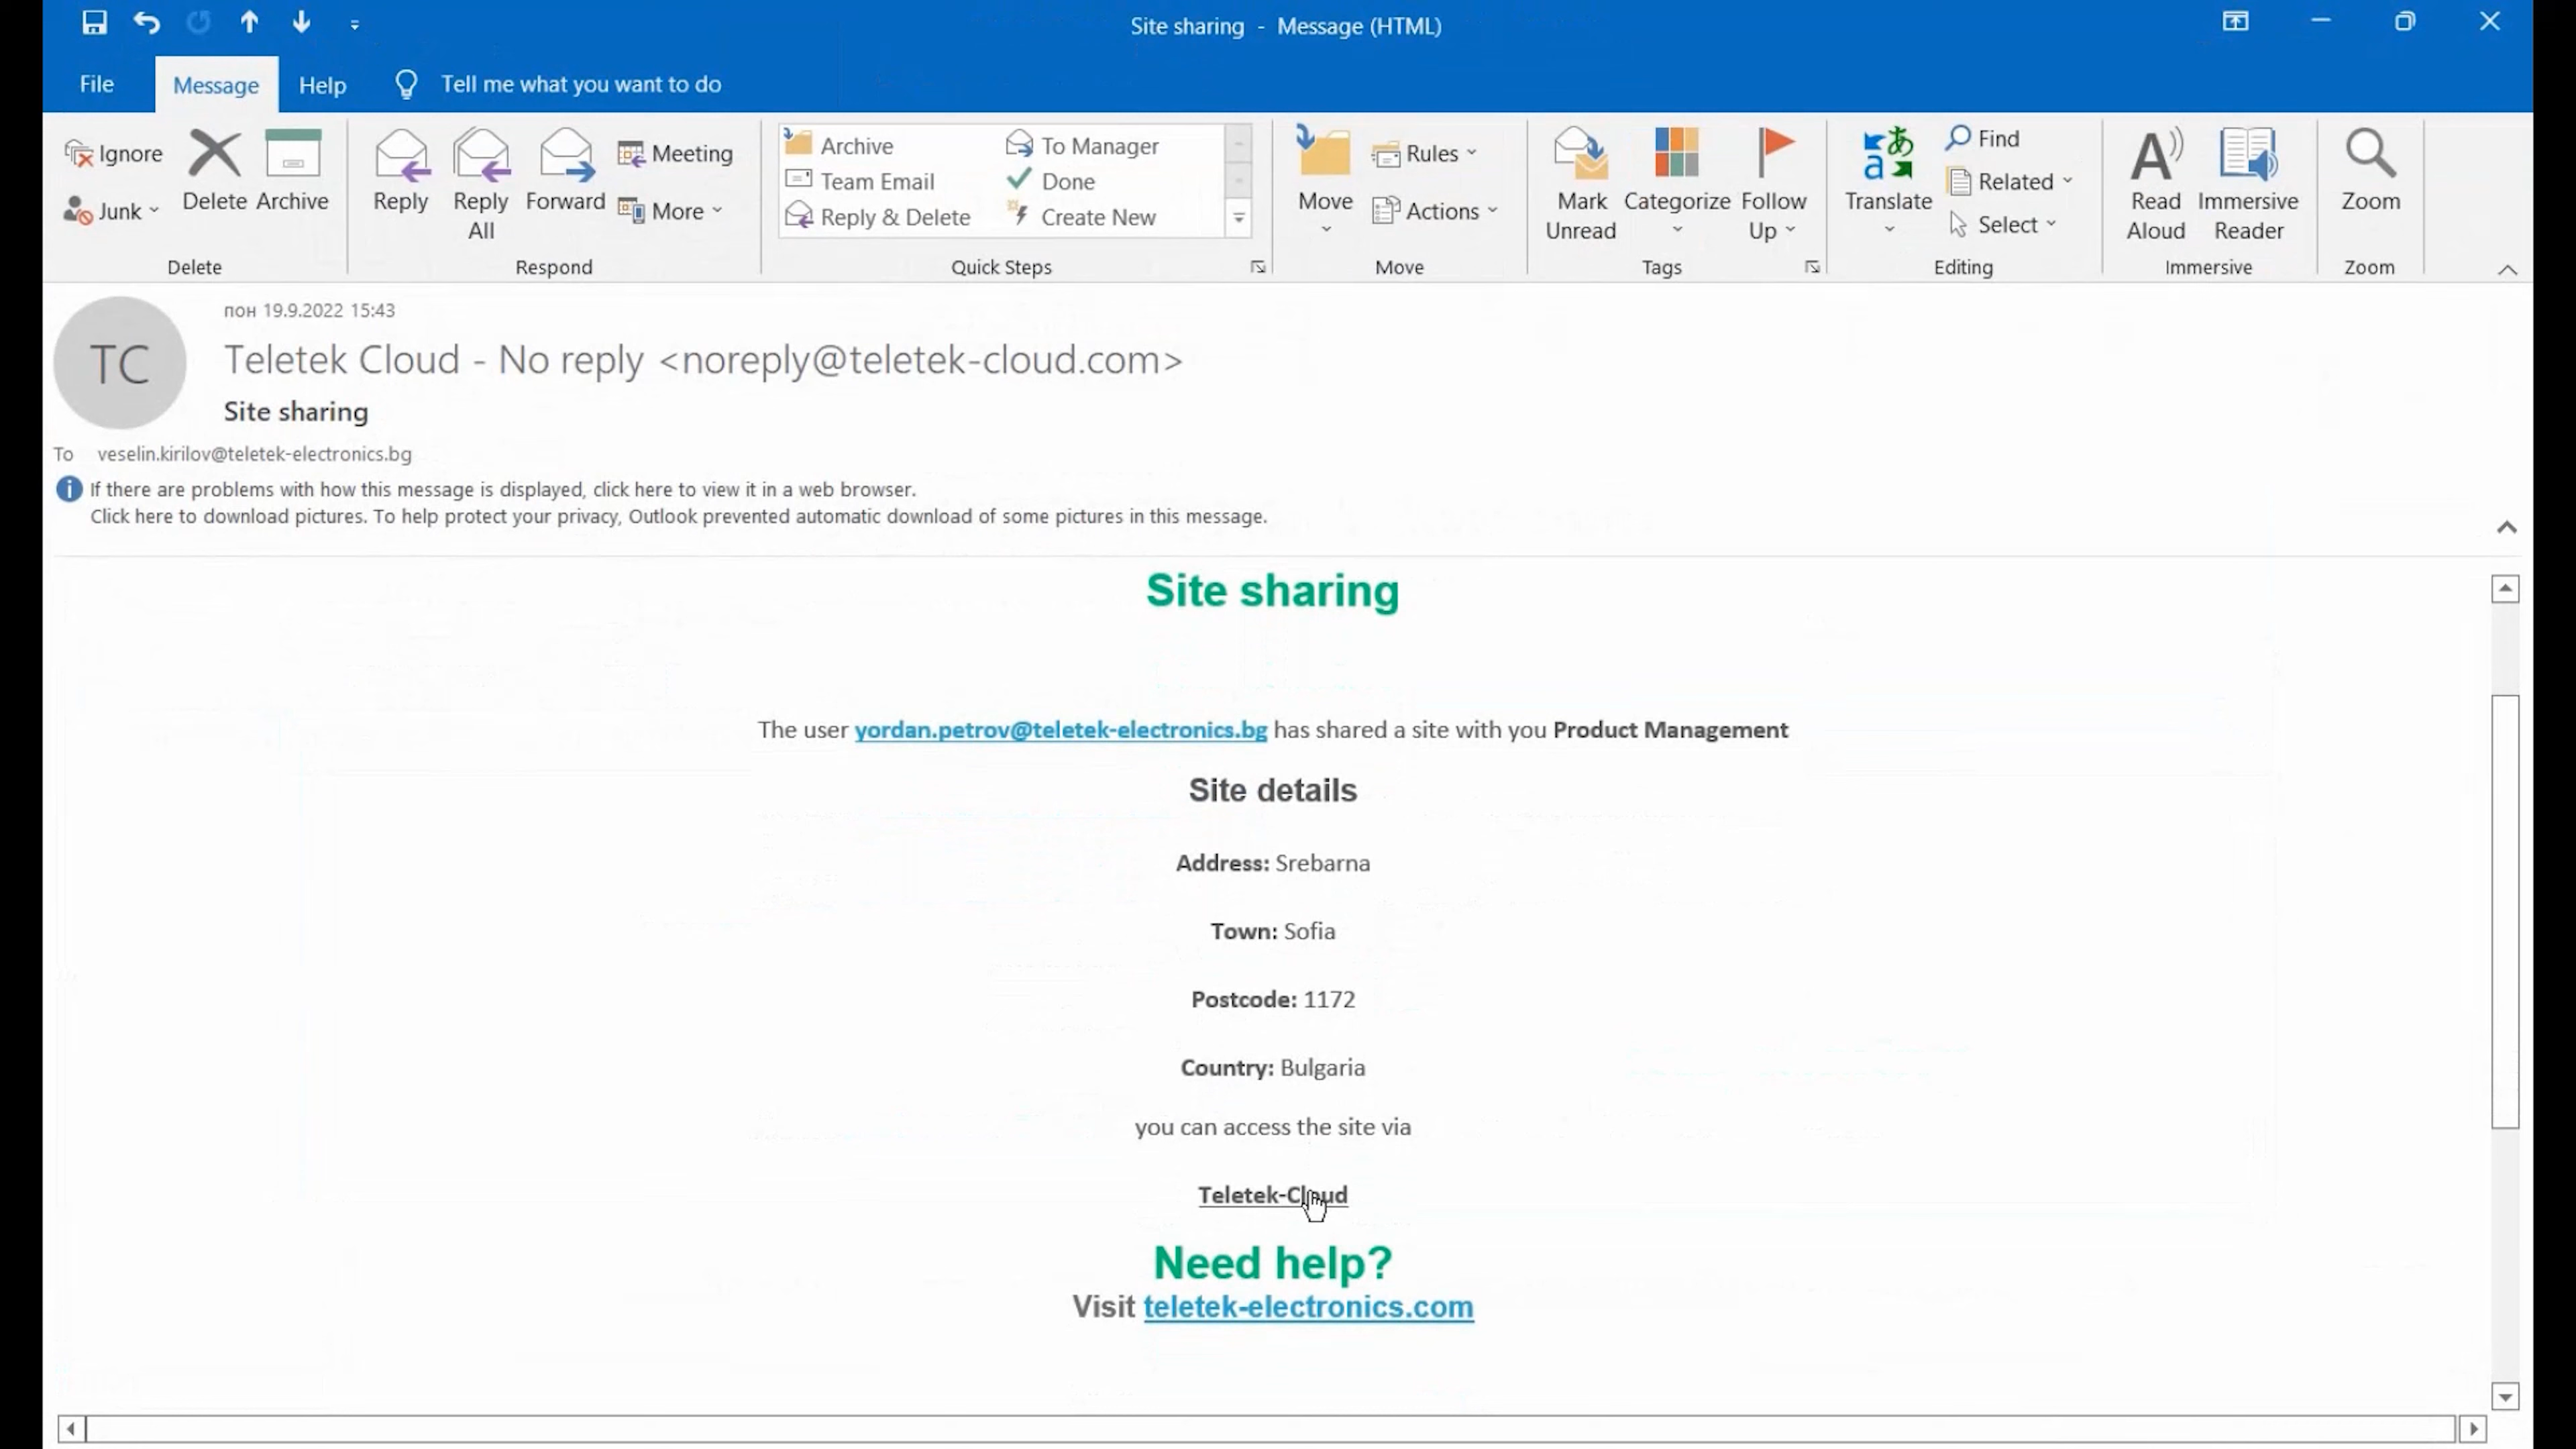 Site sharing - Message (HTML)
File Message Help Tell me what you want to do
Ignore
Junk
Delete
Archive
Delete
Reply
Reply All
Forward
Meeting
More
Respond
Archive
Team Email
Reply & Delete
To Manager
Done
Create New
Quick Steps
Move
Rules
Actions
Move
Mark Unread
Categorize
Follow Up
Tags
Translate
Find
Related
Select
Editing
Read Aloud
Immersive Reader
Immersive
Zoom
Zoom
TC
пон 19.9.2022 15:43
Teletek Cloud - No reply <noreply@teletek-cloud.com>
Site sharing
To veselin.kirilov@teletek-electronics.bg
If there are problems with how this message is displayed, click here to view it in a web browser.
Click here to download pictures. To help protect your privacy, Outlook prevented automatic download of some pictures in this message.
Site sharing
The user yordan.petrov@teletek-electronics.bg has shared a site with you Product Management
Site details
Address: Srebarna
Town: Sofia
Postcode: 1172
Country: Bulgaria
you can access the site via
Teletek-Cloud
Need help?
Visit teletek-electronics.com